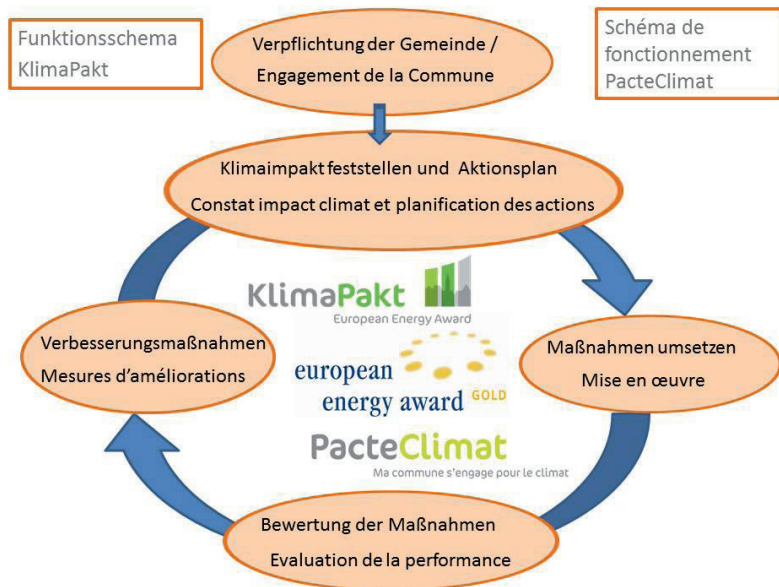 Funktionsschema
KlimaPakt
Verpflichtung der Gemeinde /
Engagement de la Commune
Schéma de
fonctionnement
PacteClimat
Klimaimpakt feststellen und Aktionsplan
Constat impact climat et planification des actions
KlimaPakt
European Energy Award
Verbesserungsmaßnahmen
Mesures d'améliorations
european
energy award GOLD
Maßnahmen umsetzen
Mise en œuvre
PacteClimat
Ma commune s'engage pour le climat
Bewertung der Maßnahmen
Evaluation de la performance